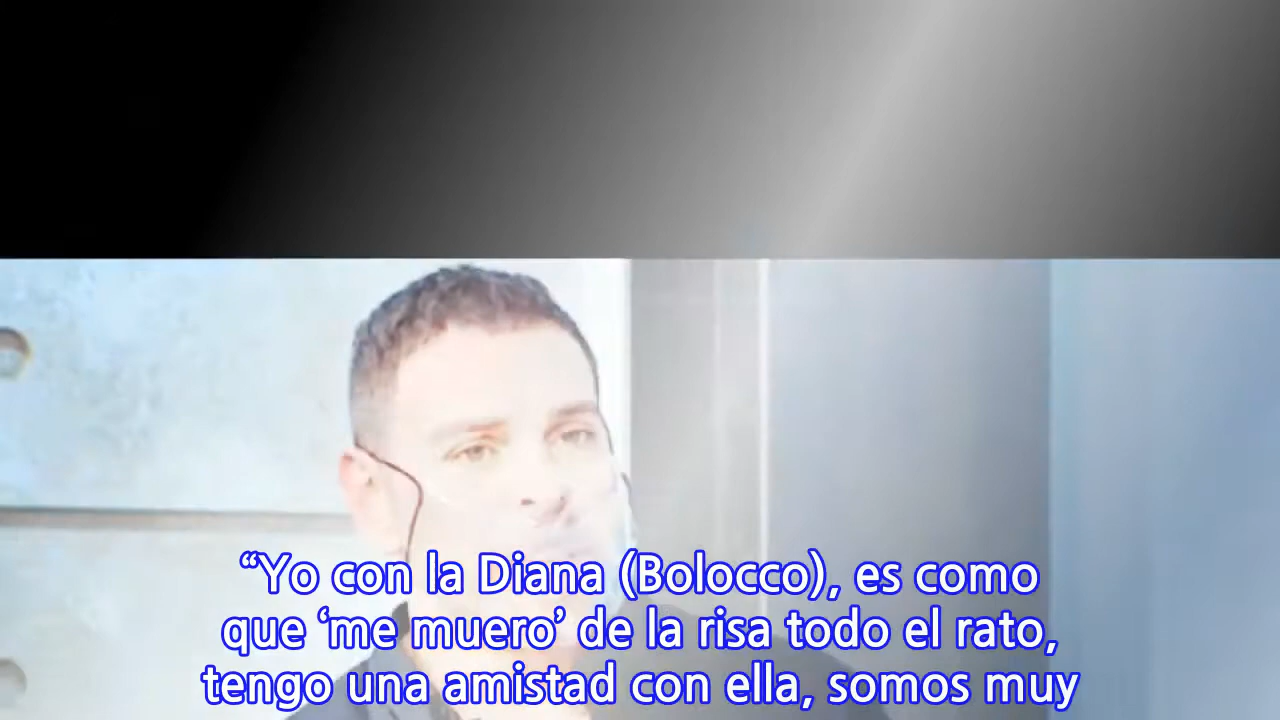 “Yo con la Diana (Bolocco), es como
que ‘me muero’ de la risa todo el rato,
tengo una amistad con ella, somos muy